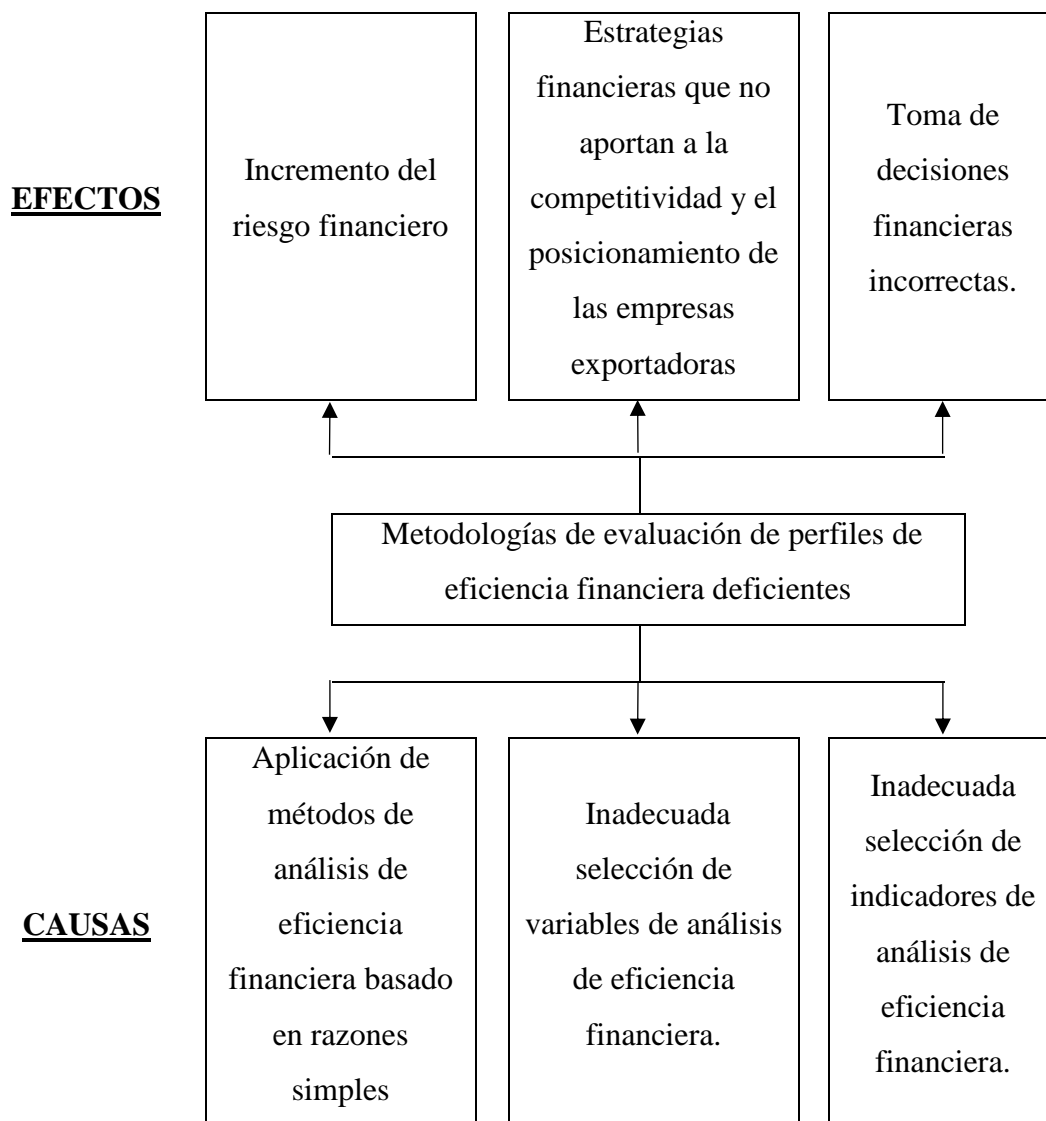 EFECTOS
Incremento del
riesgo financiero
Estrategias
financieras que no
aportan a la
competitividad y el
posicionamiento de
las empresas
exportadoras
Toma de
decisiones
financieras
incorrectas.
Metodologías de evaluación de perfiles de
eficiencia financiera deficientes
CAUSAS
Aplicación de
métodos de
análisis de
eficiencia
financiera basado
en razones
simples
Inadecuada
selección de
variables de análisis
de eficiencia
financiera.
Inadecuada
selección de
indicadores de
análisis de
eficiencia
financiera.